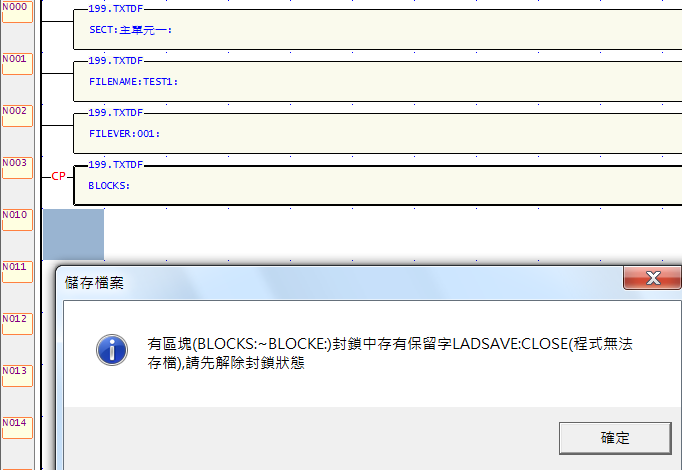 N000
199.TXTDF
SECT:主單元一:
N001
199.TXTDF
FILENAME:TEST1:
N002
199.TXTDF
FILEVER:001:
N003
199.TXTDF
CP
BLOCKS:
N010
N011
儲存檔案
N012
有區塊(BLOCKS:~BLOCKE:)封鎖中存有保留字LADSAVE:CLOSE(程式無法
存檔),請先解除封鎖狀態
N013
N014
確定